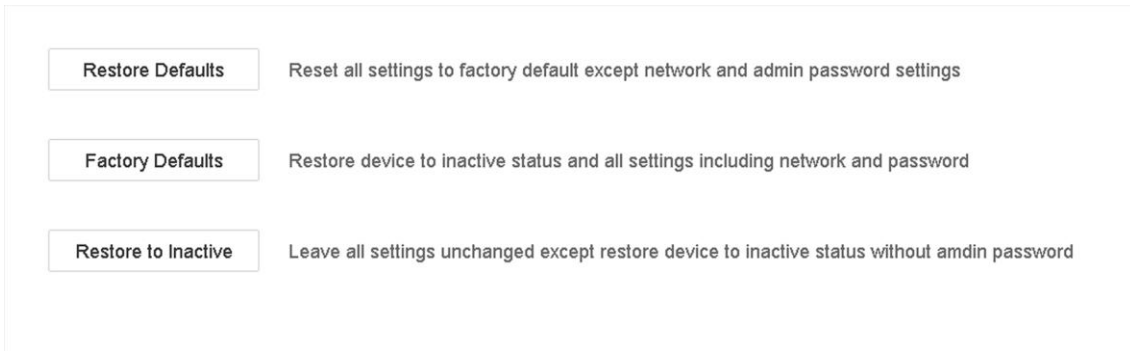 Restore Defaults Reset all settings to factory default except network and admin password settings
Factory Defaults Restore device to inactive status and all settings including network and password
Restore to Inactive Leave all settings unchanged except restore device to inactive status without amdin password